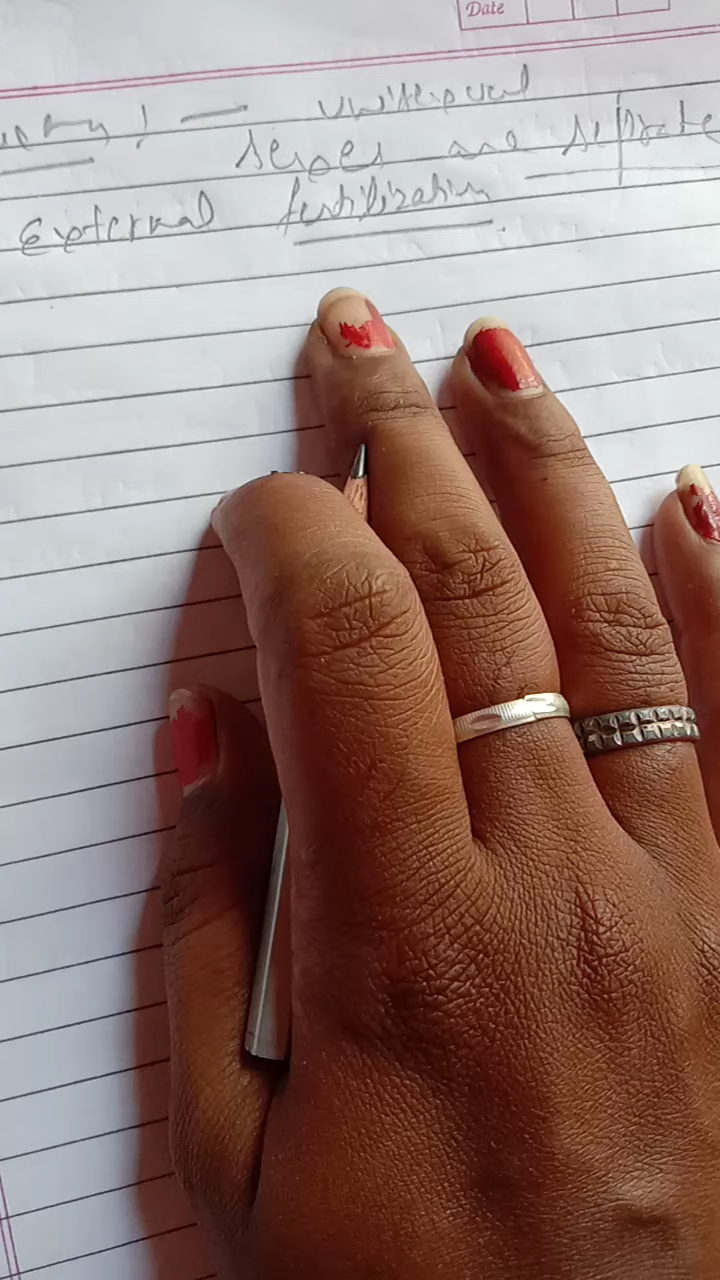 Date
— unisexual
sexes are separate
External fertilization.